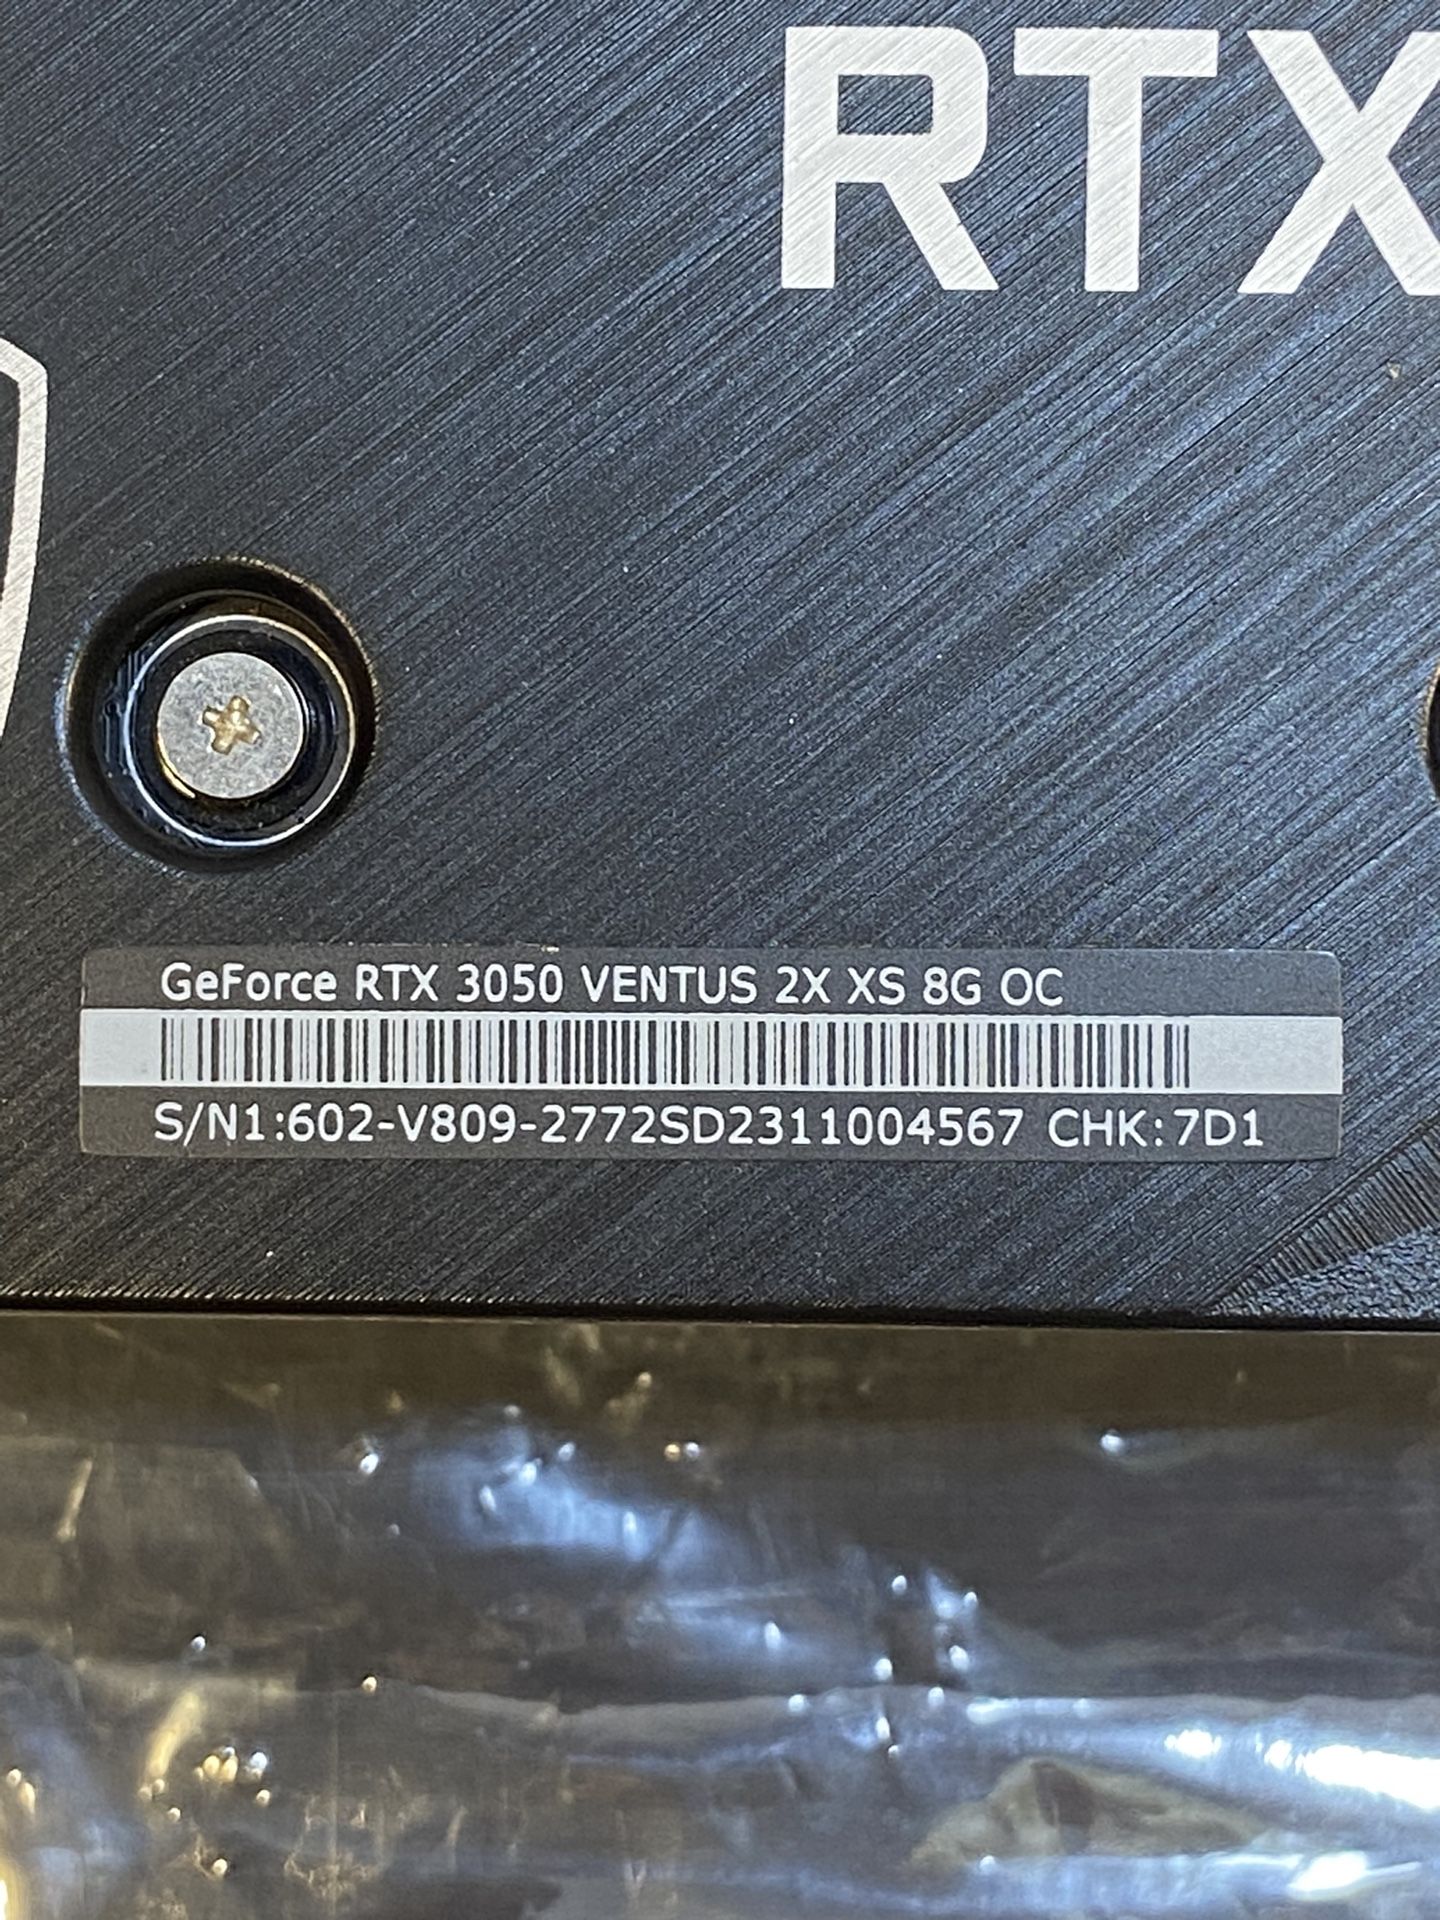 RTX
GeForce RTX 3050 VENTUS 2X XS 8G OC
S/N1:602-V809-2772SD2311004567 CHK:7D1